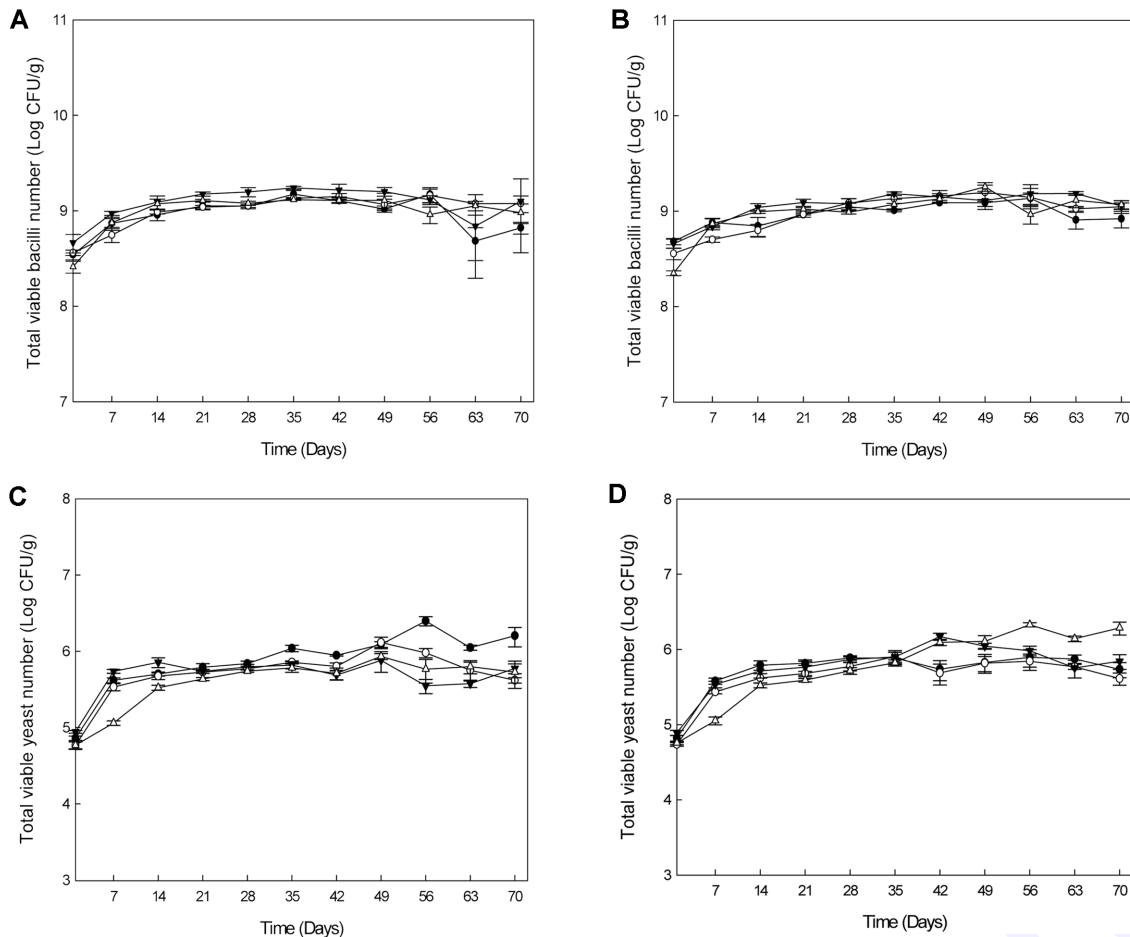 A
Total viable bacilli number (Log CFU/g)
11
10
9
8
7
7 14 21 28 35 42 49 56 63 70
Time (Days)
B
Total viable bacilli number (Log CFU/g)
11
10
9
8
7
7 14 21 28 35 42 49 56 63 70
Time (Days)
C
Total viable yeast number (Log CFU/g)
8
7
6
5
4
3
7 14 21 28 35 42 49 56 63 70
Time (Days)
D
Total viable yeast number (Log CFU/g)
8
7
6
5
4
3
7 14 21 28 35 42 49 56 63 70
Time (Days)